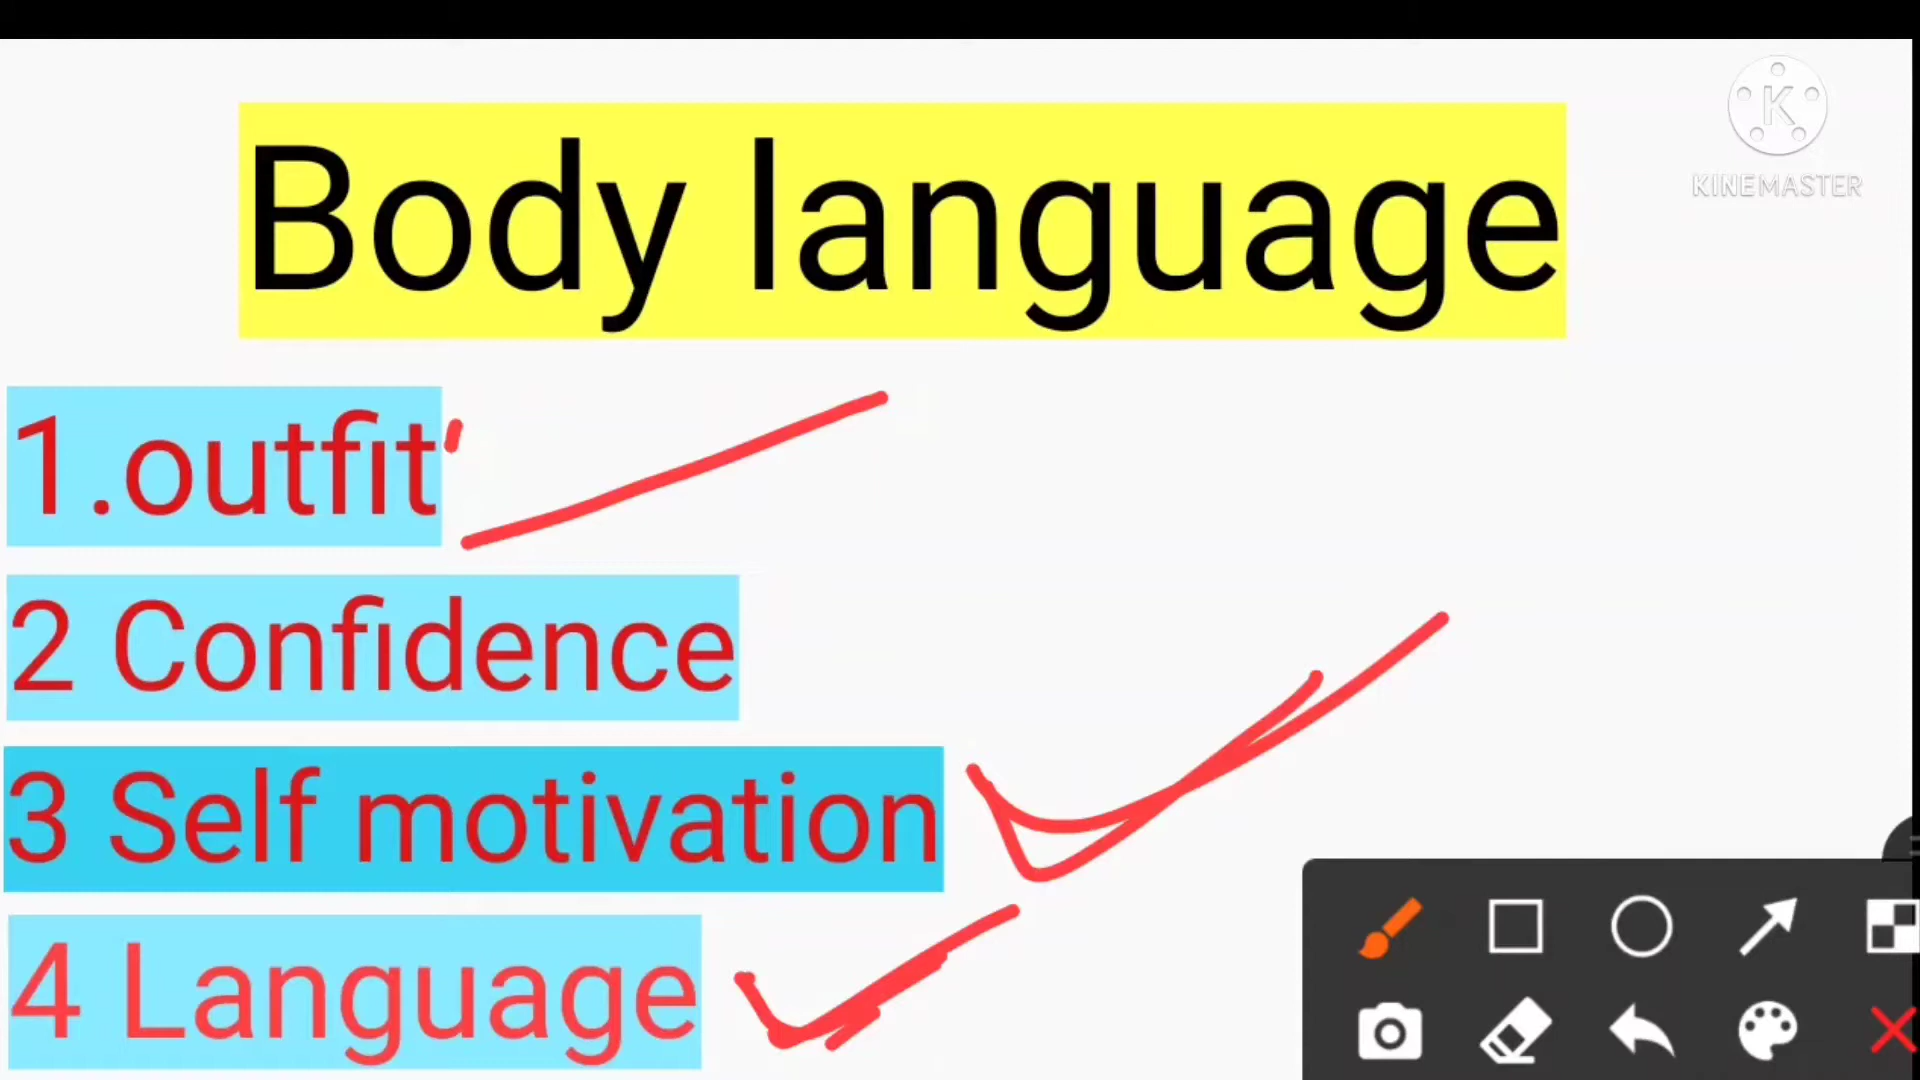 Body language
K
KINEMASTER
1.outfit
2 Confidence
3 Self motivation
4 Language